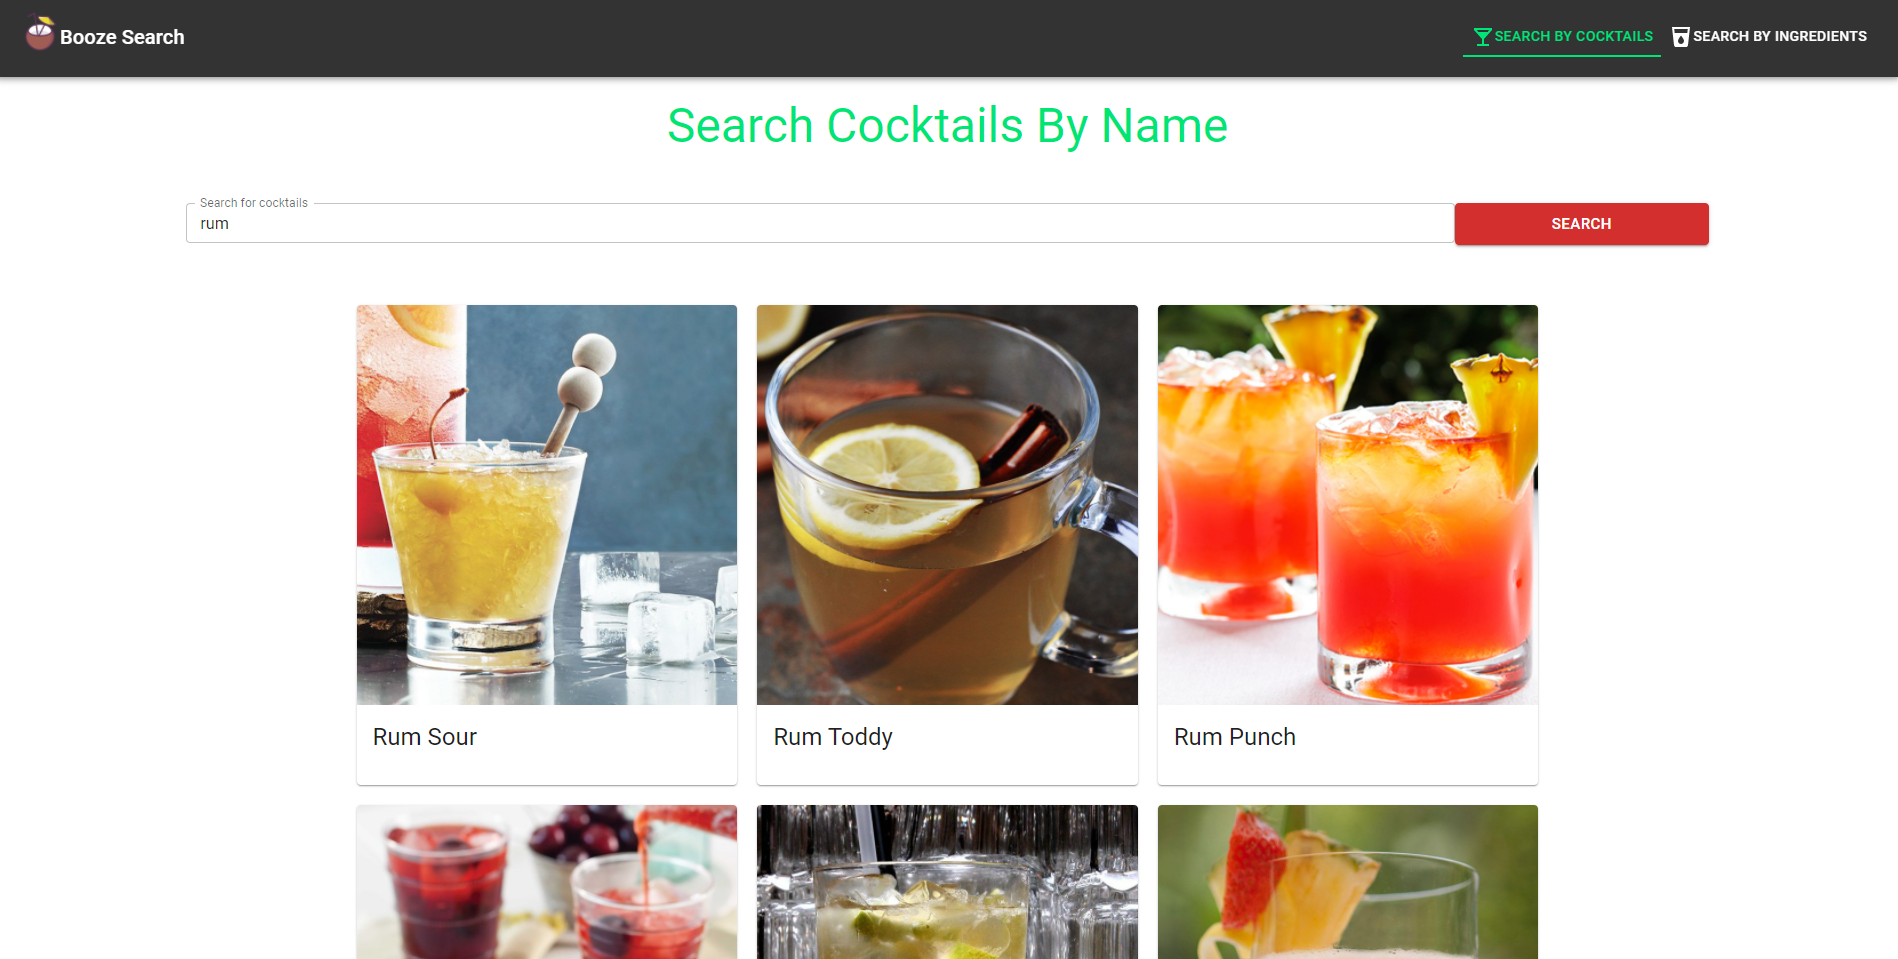 Booze Search
SEARCH BY COCKTAILS
SEARCH BY INGREDIENTS
Search Cocktails By Name
Search for cocktails
rum
SEARCH
Rum Sour
Rum Toddy
Rum Punch